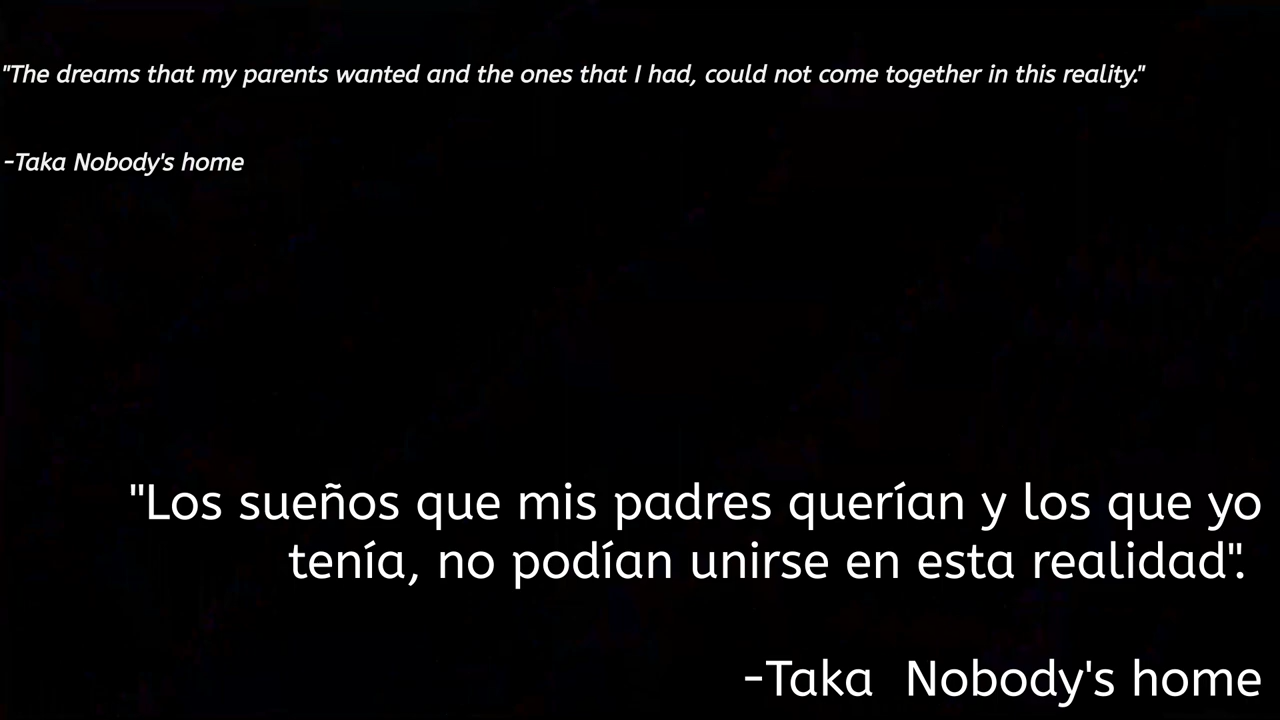 "The dreams that my parents wanted and the ones that I had, could not come together in this reality."
-Taka Nobody's home
"Los sueños que mis padres querían y los que yo
tenía, no podían unirse en esta realidad".
-Taka  Nobody's home